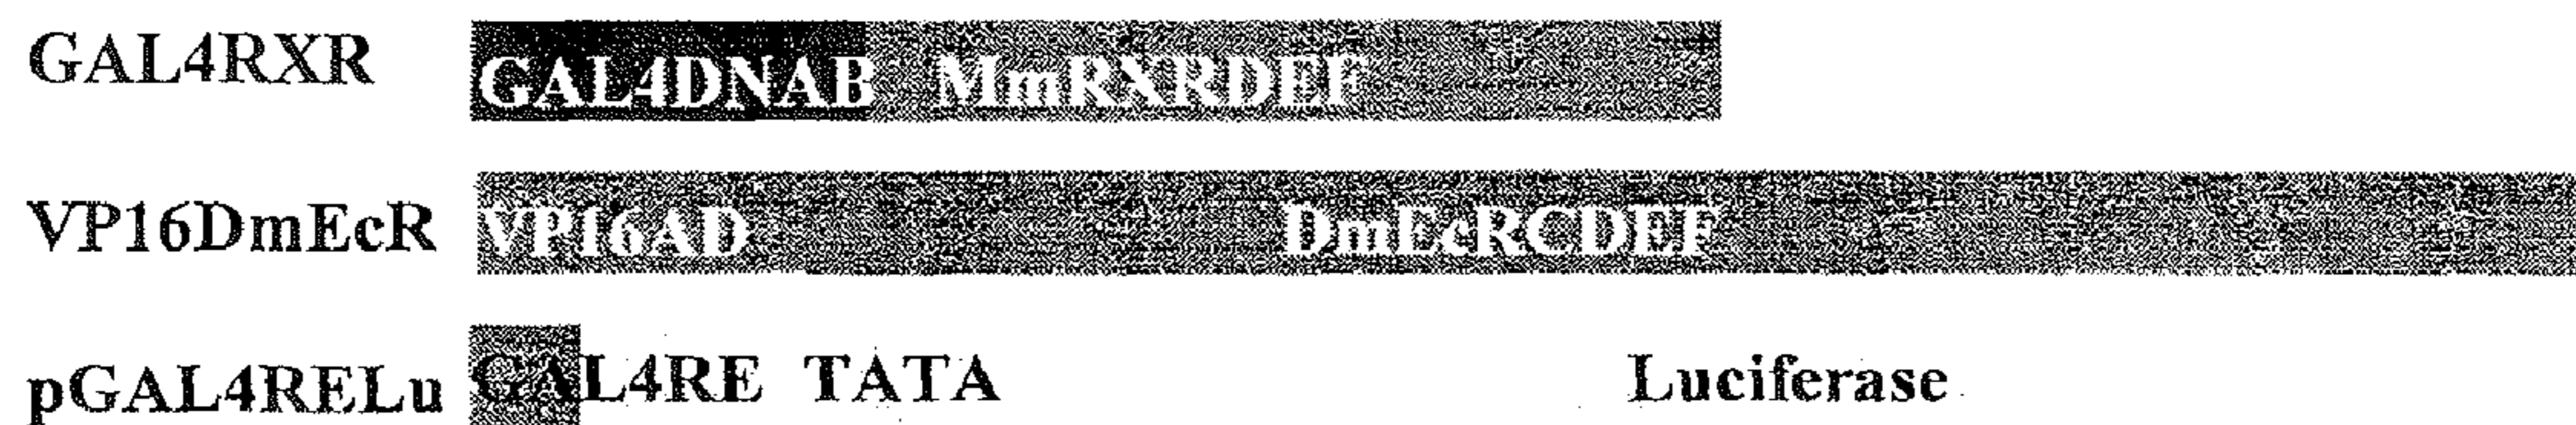 GAL4RXR GAL4DNAB MmRXRDEF
VP16DmEcR VP16AD DmEcRCDEF
pGAL4RELu GAL4RE TATA Luciferase